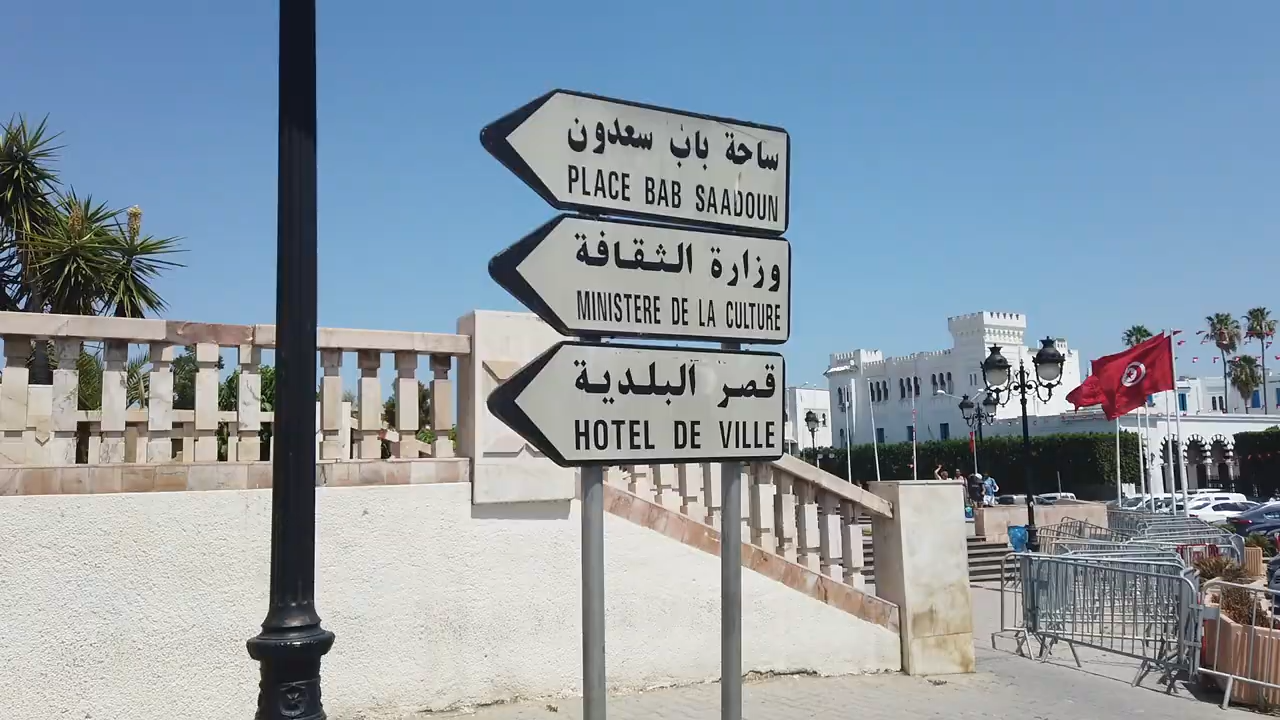 ساحة باب سعدون
PLACE BAB SAADOUN
وزارة الثقافة
MINISTERE DE LA CULTURE
قصر البلدية
HOTEL DE VILLE